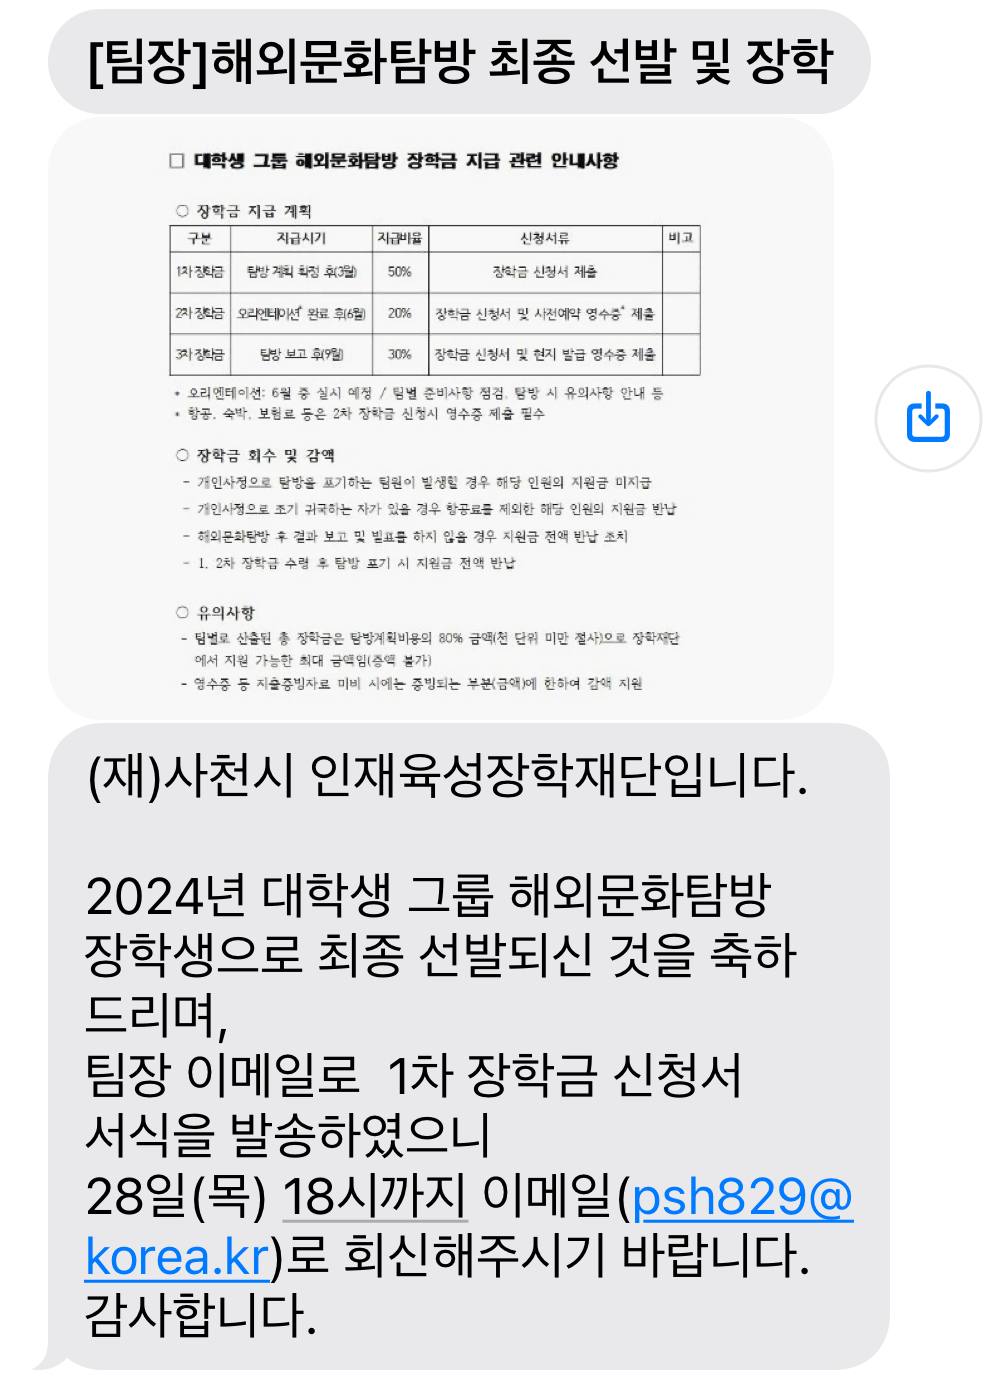 [팀장]해외문화탐방 최종 선발 및 장학
□ 대학생 그룹 해외문화탐방 장학금 지급 관련 안내사항
○ 장학금 지급 계획
구분 지급시기 지급비율 신청서류 비고
1차 장학금 탐방 계획 확정 후(3월) 50% 장학금 신청서 제출
2차 장학금 오리엔테이션* 완료 후(6월) 20% 장학금 신청서 및 사전예약 영수증* 제출
3차 장학금 탐방 보고 후(9월) 30% 장학금 신청서 및 현지 발급 영수증 제출
* 오리엔테이션: 6월 중 실시 예정 / 팀별 준비사항 점검, 탐방 시 유의사항 안내 등
* 항공, 숙박, 보험료 등은 2차 장학금 신청시 영수증 제출 필수
○ 장학금 회수 및 감액
- 개인사정으로 탐방을 포기하는 팀원이 발생할 경우 해당 인원의 지원금 미지급
- 개인사정으로 조기 귀국하는 자가 있을 경우 항공료를 제외한 해당 인원의 지원금 반납
- 해외문화탐방 후 결과 보고 및 발표를 하지 않을 경우 지원금 전액 반납 조치
- 1, 2차 장학금 수령 후 탐방 포기 시 지원금 전액 반납
○ 유의사항
- 팀별로 산출된 총 장학금은 탐방계획비용의 80% 금액(천 단위 미만 절사)으로 장학재단
에서 지원 가능한 최대 금액임(증액 불가)
- 영수증 등 지출증빙자료 미비 시에는 증빙되는 부분(금액)에 한하여 감액 지원
(재)사천시 인재육성장학재단입니다.
2024년 대학생 그룹 해외문화탐방
장학생으로 최종 선발되신 것을 축하
드리며,
팀장 이메일로 1차 장학금 신청서
서식을 발송하였으니
28일(목) 18시까지 이메일(psh829@
korea.kr)로 회신해주시기 바랍니다.
감사합니다.